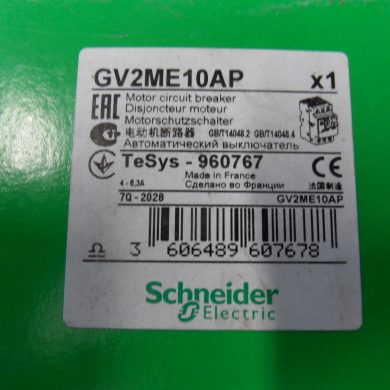 GV2ME10AP x1
EAC Motor circuit breaker
Disjoncteur moteur
Motorschutzschalter
电动机断路器 GB/T14048.2 GB/T14048.4
Автоматический выключатель
TeSys - 960767 CE
Made in France
4 - 6,3A Сделано во Франции 法国制造
7Q - 2028 GV2ME10AP
3 606489 607678
Schneider
Electric